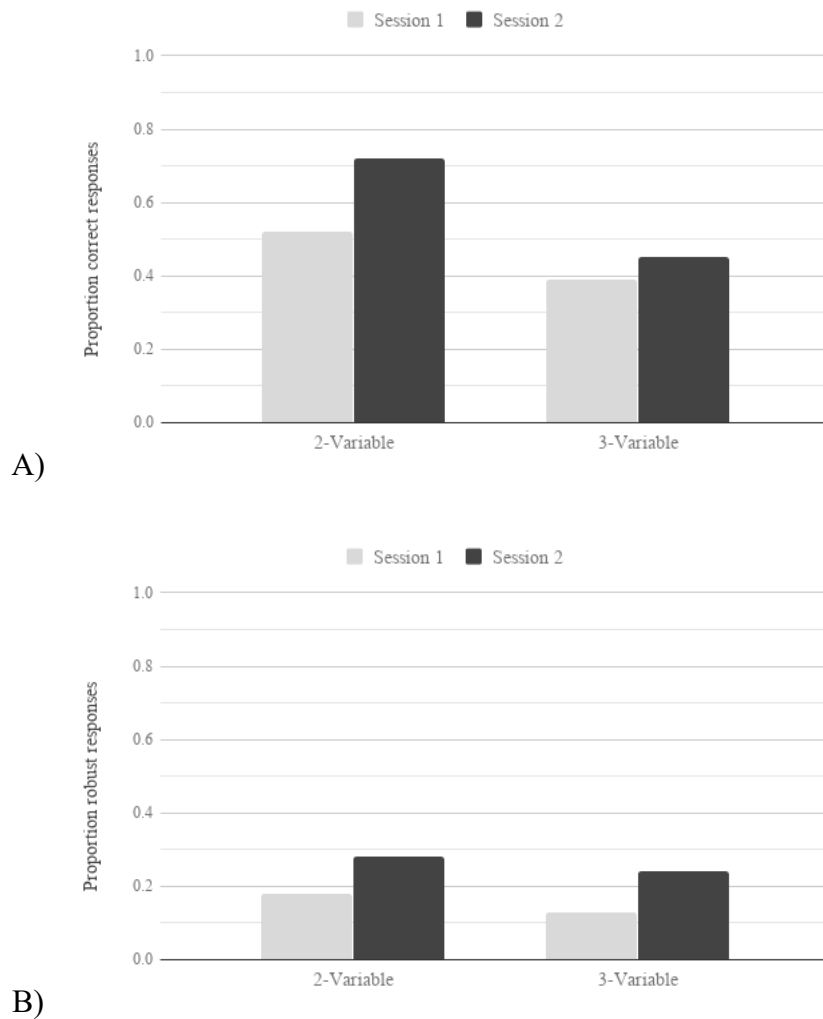 Session 1 Session 2
1.0
0.8
0.6
0.4
0.2
0.0
Proportion correct responses
2-Variable 3-Variable
A)
Session 1 Session 2
1.0
0.8
0.6
0.4
0.2
0.0
Proportion robust responses
2-Variable 3-Variable
B)